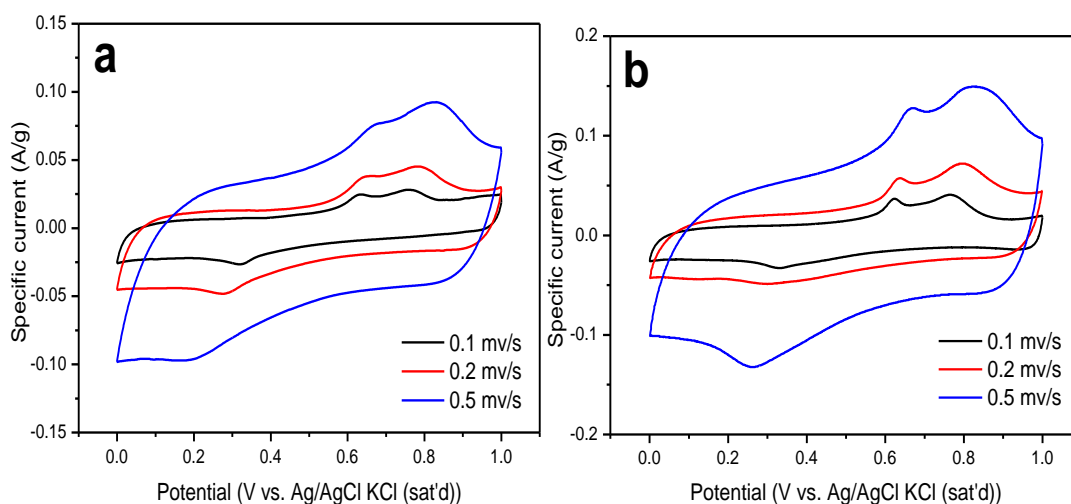 a
Specific current (A/g)
0.15
0.10
0.05
0.00
-0.05
-0.10
-0.15
0.0 0.2 0.4 0.6 0.8 1.0
Potential (V vs. Ag/AgCl KCl (sat'd))
0.1 mv/s
0.2 mv/s
0.5 mv/s
b
Specific current (A/g)
0.2
0.1
0.0
-0.1
-0.2
0.0 0.2 0.4 0.6 0.8 1.0
Potential (V vs. Ag/AgCl KCl (sat'd))
0.1 mv/s
0.2 mv/s
0.5 mv/s